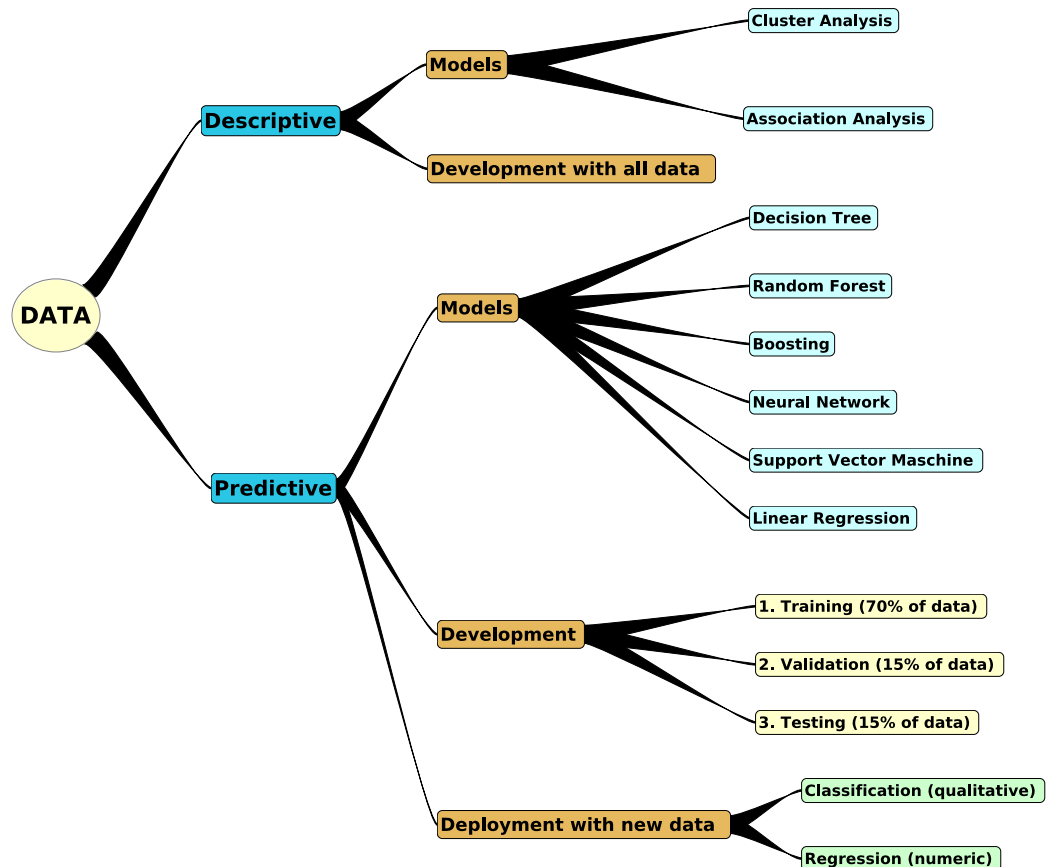 DATA
Descriptive
Models
Cluster Analysis
Association Analysis
Development with all data
Predictive
Models
Decision Tree
Random Forest
Boosting
Neural Network
Support Vector Maschine
Linear Regression
Development
1. Training (70% of data)
2. Validation (15% of data)
3. Testing (15% of data)
Deployment with new data
Classification (qualitative)
Regression (numeric)